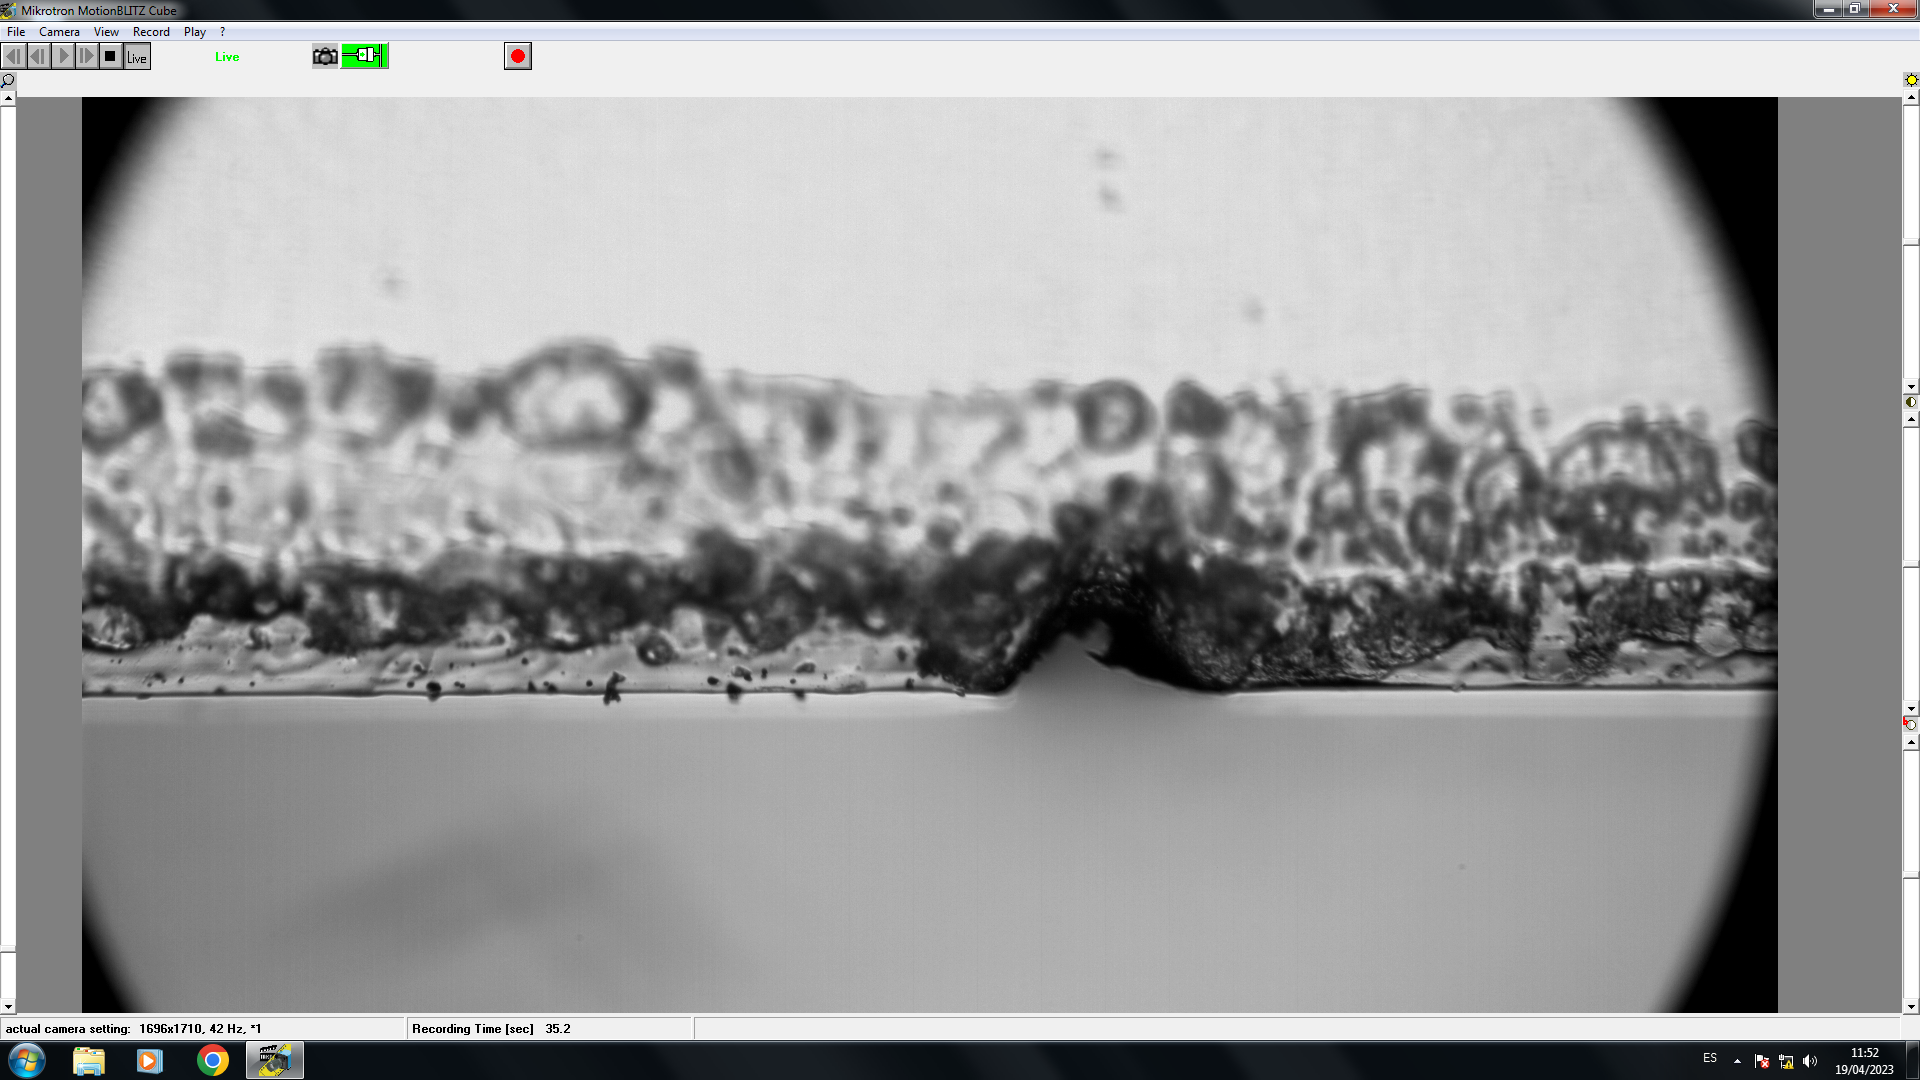 Mikrotron MotionBLITZ Cube
File Camera View Record Play ?
Live Live
actual camera setting: 1696x1710, 42 Hz, *1 Recording Time [sec] 35.2
ES 11:52
19/04/2023